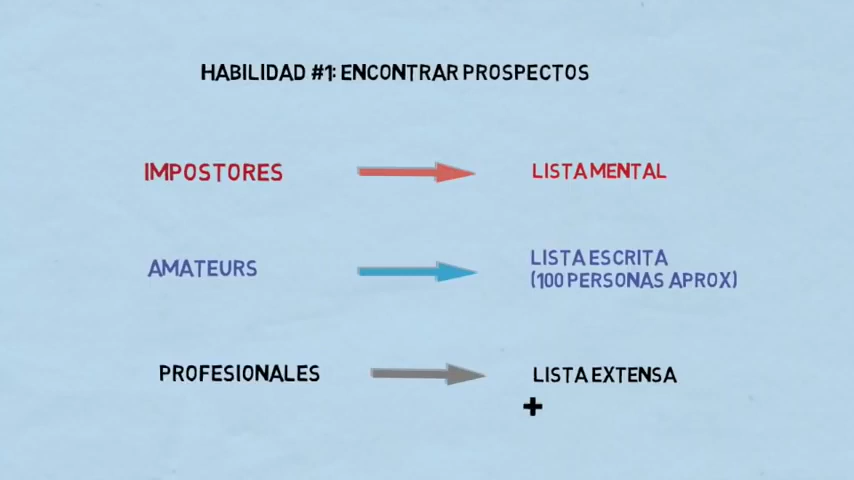 HABILIDAD #1: ENCONTRAR PROSPECTOS
IMPOSTORES
LISTA MENTAL
AMATEURS
LISTA ESCRITA
(100 PERSONAS APROX)
PROFESIONALES
LISTA EXTENSA
+